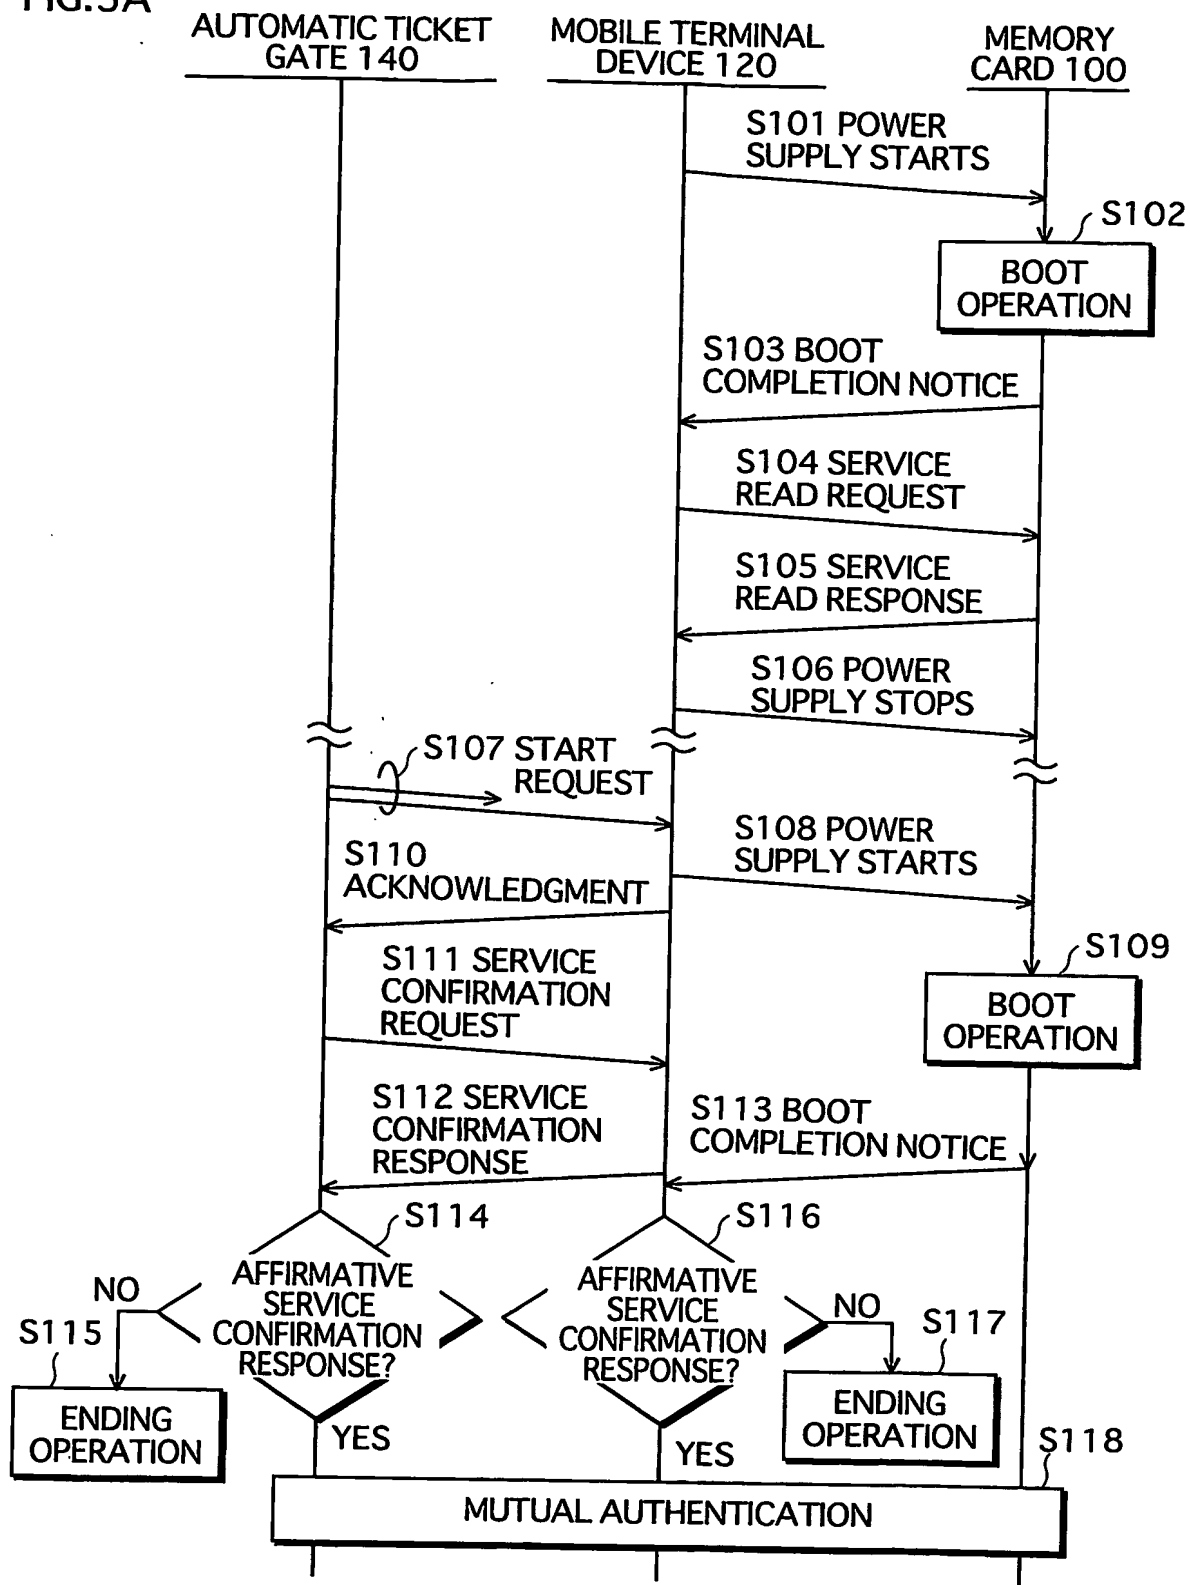 FIG.5A
AUTOMATIC TICKET
GATE 140
MOBILE TERMINAL
DEVICE 120
MEMORY
CARD 100
S101 POWER
SUPPLY STARTS
S102
BOOT
OPERATION
S103 BOOT
COMPLETION NOTICE
S104 SERVICE
READ REQUEST
S105 SERVICE
READ RESPONSE
S106 POWER
SUPPLY STOPS
S107 START
REQUEST
S108 POWER
SUPPLY STARTS
S110
ACKNOWLEDGMENT
S109
BOOT
OPERATION
S111 SERVICE
CONFIRMATION
REQUEST
S112 SERVICE
CONFIRMATION
RESPONSE
S113 BOOT
COMPLETION NOTICE
S114
AFFIRMATIVE
SERVICE
CONFIRMATION
RESPONSE?
NO
S115
ENDING
OPERATION
YES
S116
AFFIRMATIVE
SERVICE
CONFIRMATION
RESPONSE?
NO
S117
ENDING
OPERATION
YES
S118
MUTUAL AUTHENTICATION